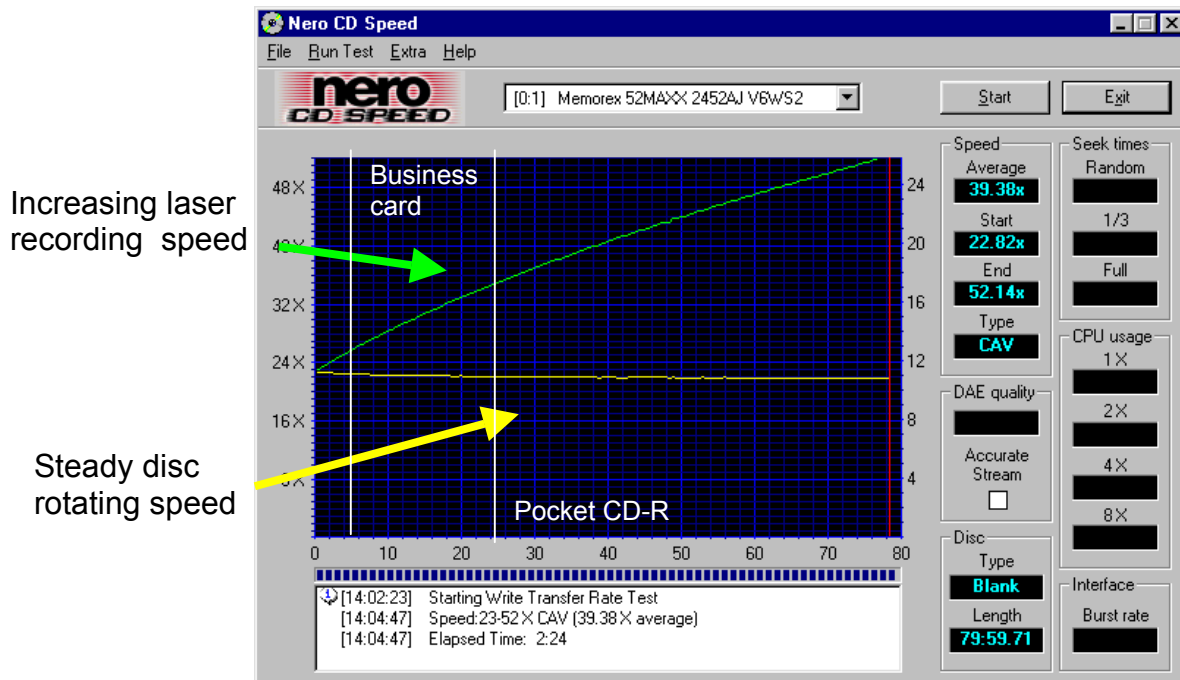 Nero CD Speed
File Run Test Extra Help
nero
CD SPEED
[0:1] Memorex 52MAXX 2452AJ V6WS2
Start
Exit
Increasing laser
recording speed
Steady disc
rotating speed
Business
card
Pocket CD-R
48X
32X
24X
16X
24
20
16
12
8
4
0 10 20 30 40 50 60 70 80
[14:02:23] Starting Write Transfer Rate Test
[14:04:47] Speed:23-52 X CAV (39.38 X average)
[14:04:47] Elapsed Time: 2:24
Speed
Average
39.38x
Start
22.82x
End
52.14x
Type
CAV
DAE quality
Accurate
Stream
Disc
Type
Blank
Length
79:59.71
Seek times
Random
1/3
Full
CPU usage
1X
2X
4X
8X
Interface
Burst rate